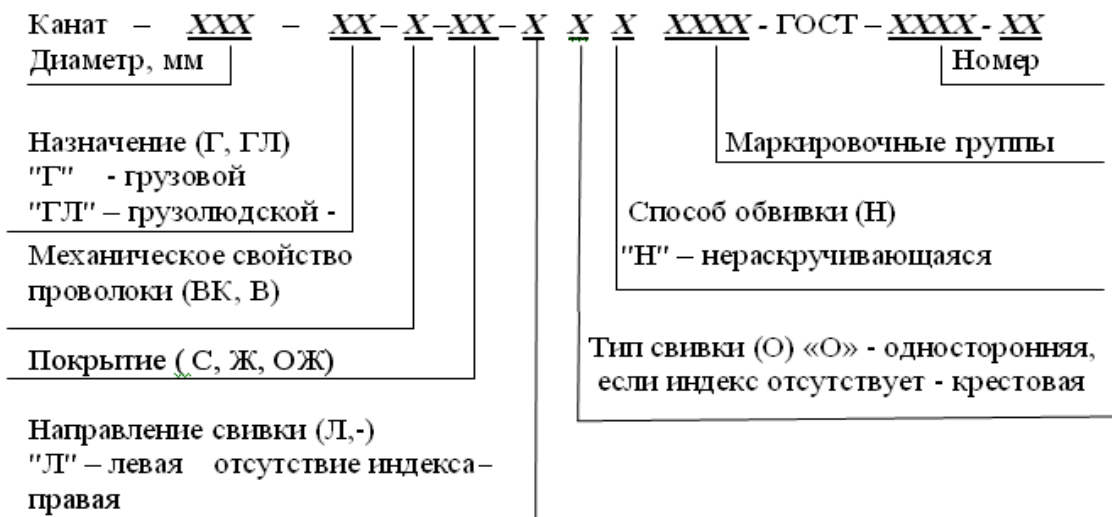 Канат – XXX – XX–X–XX–X X X XXXX - ГОСТ – XXXX- XX
Диаметр, мм
Номер
Назначение (Г, ГЛ)
"Г" - грузовой
"ГЛ" – грузолюдской -
Маркировочные группы
Механическое свойство
проволоки (ВК, В)
Способ обвивки (Н)
"Н" – нераскручивающаяся
Покрытие ( С, Ж, ОЖ)
Тип свивки (О) «О» - односторонняя,
если индекс отсутствует - крестовая
Направление свивки (Л,-)
"Л" – левая отсутствие индекса–
правая